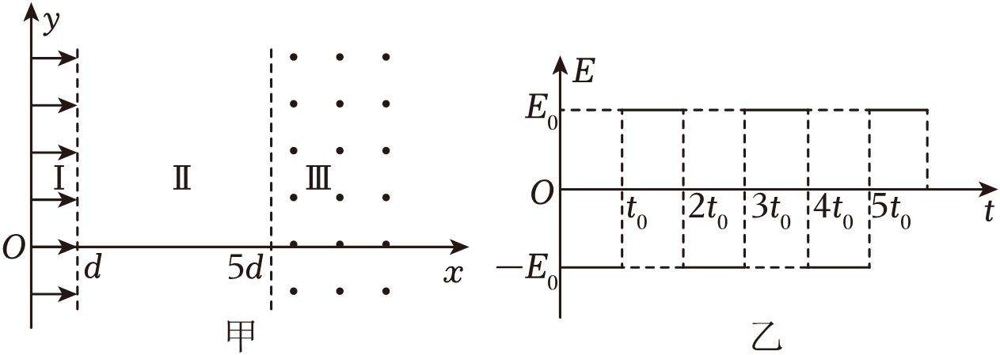 y
Ⅰ Ⅱ Ⅲ
O d 5d x
甲
E
E₀
O t₀ 2t₀ 3t₀ 4t₀ 5t₀ t
−E₀
乙